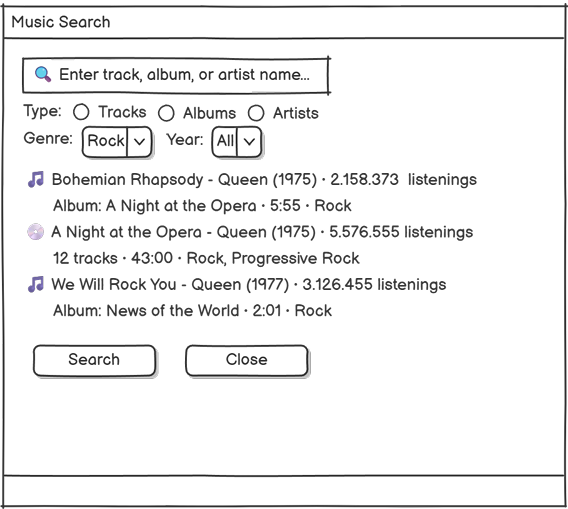 Music Search
Enter track, album, or artist name...
Type: Tracks Albums Artists
Genre: Rock Year: All
Bohemian Rhapsody - Queen (1975) • 2.158.373 listenings
Album: A Night at the Opera • 5:55 • Rock
A Night at the Opera - Queen (1975) • 5.576.555 listenings
12 tracks • 43:00 • Rock, Progressive Rock
We Will Rock You - Queen (1977) • 3.126.455 listenings
Album: News of the World • 2:01 • Rock
Search Close